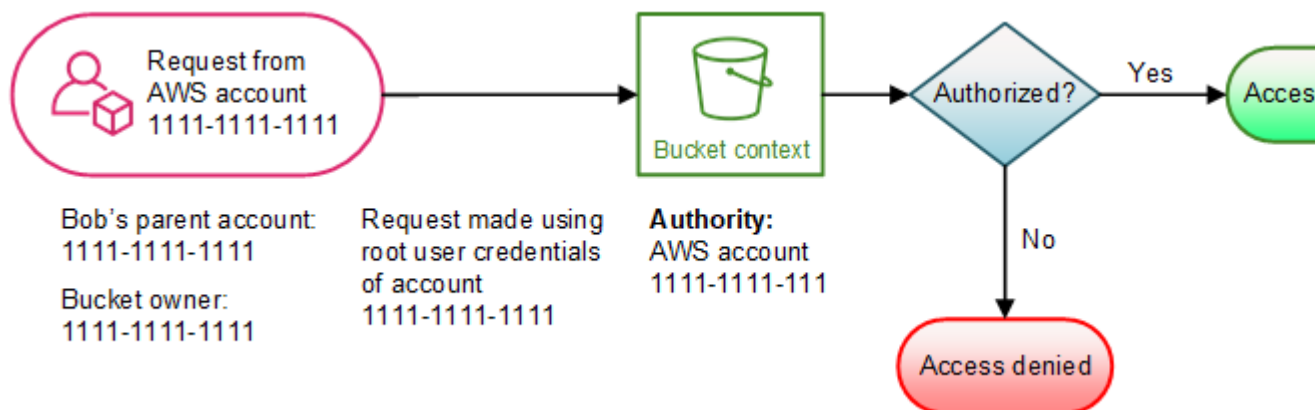 Request from
AWS account
1111-1111-1111
Bucket context
Authorized?
Yes
Acces
No
Access denied
Bob's parent account:
1111-1111-1111
Bucket owner:
1111-1111-1111
Request made using
root user credentials
of account
1111-1111-1111
Authority:
AWS account
1111-1111-111